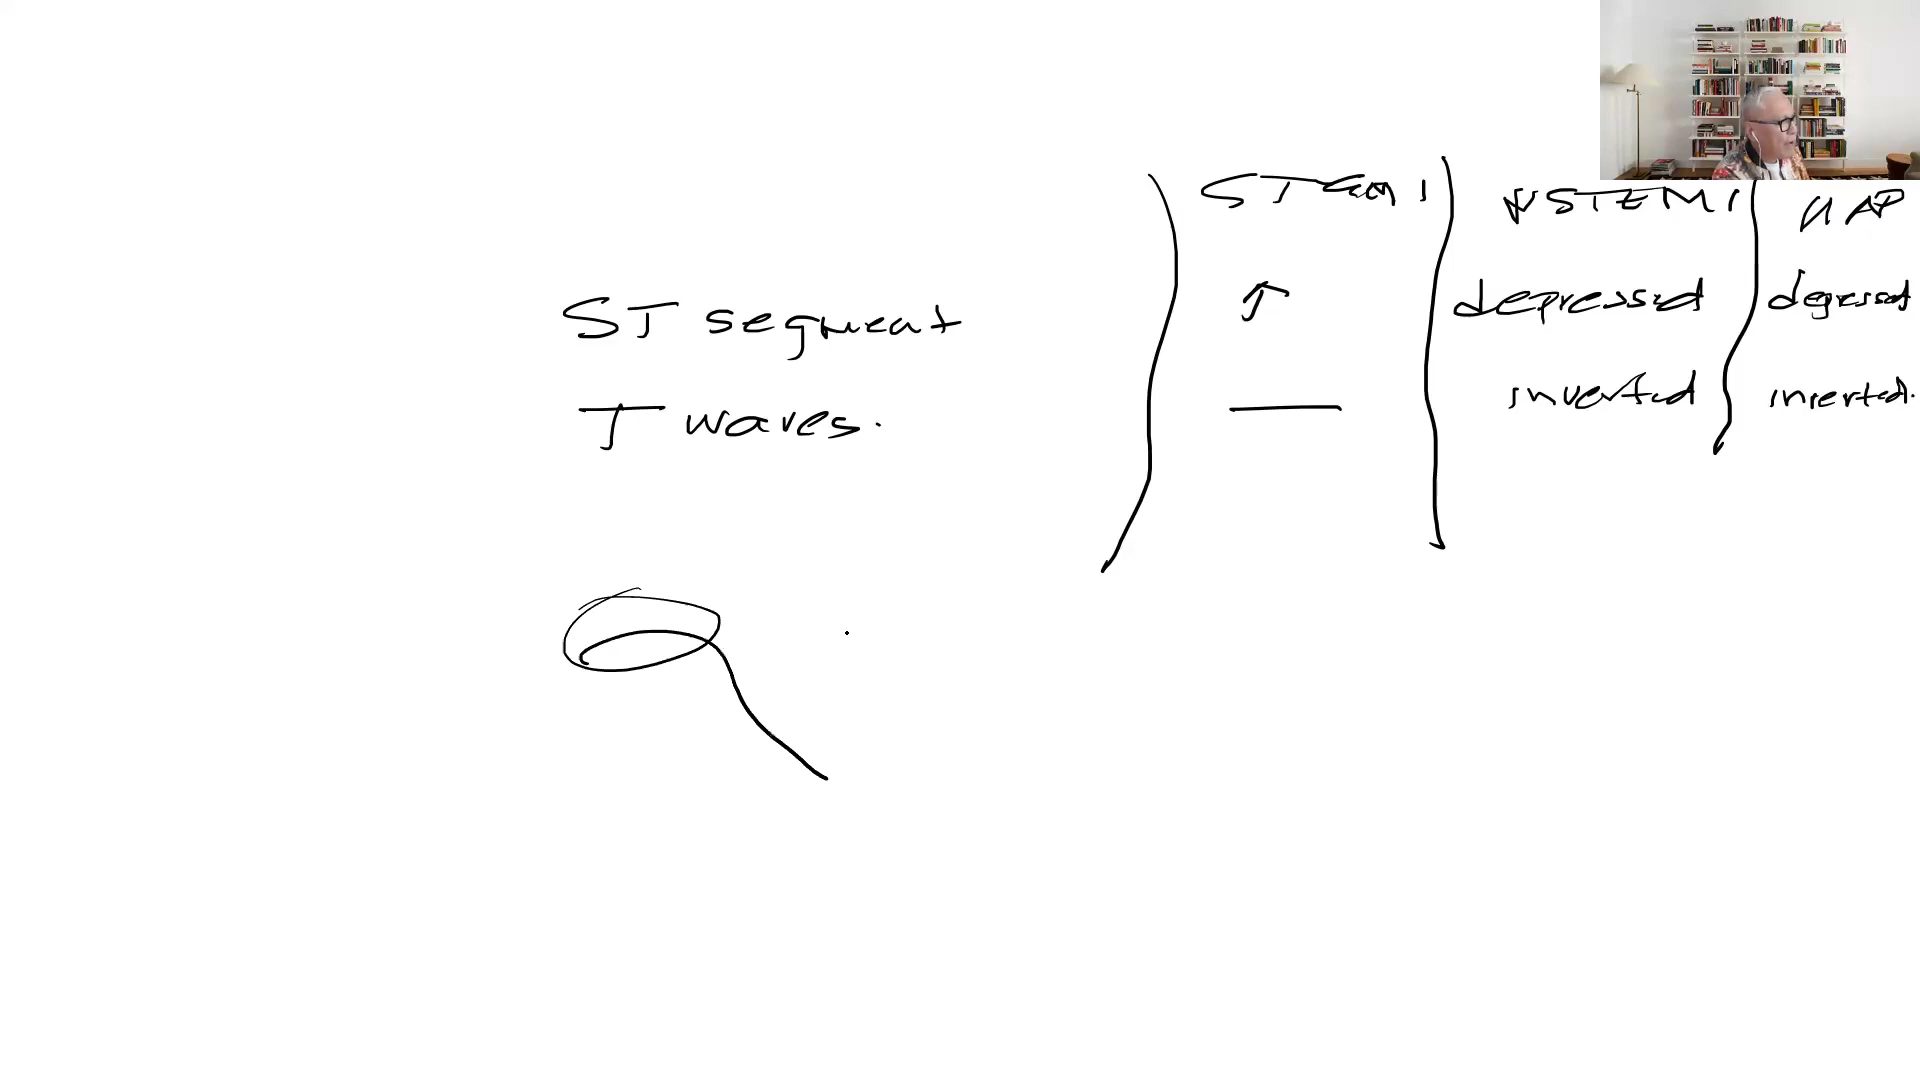 STEMI NSTEMI UAP
ST segment ↑ depressed depressed
T waves. — inverted inverted.